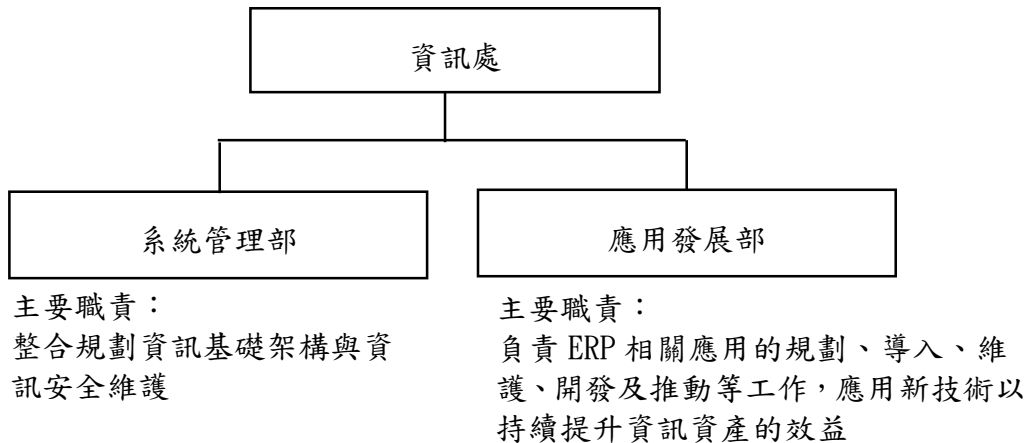 資訊處
系統管理部
主要職責：
整合規劃資訊基礎架構與資
訊安全維護
應用發展部
主要職責：
負責 ERP 相關應用的規劃、導入、維
護、開發及推動等工作，應用新技術以
持續提升資訊資產的效益